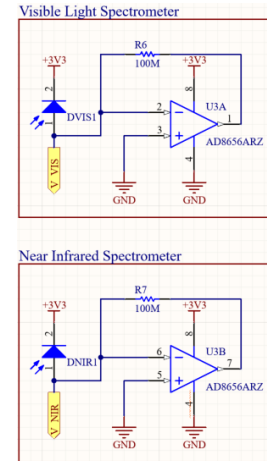 Visible Light Spectrometer
R6
+3V3 +3V3
100M
2 8
DVIS1 2 U3A
1
3
1 AD8656ARZ
4
V_VIS
GND GND
Near Infrared Spectrometer
R7
+3V3 +3V3
100M
2 8
DNIR1 6 U3B
7
5
1 AD8656ARZ
4
V_NIR
GND GND